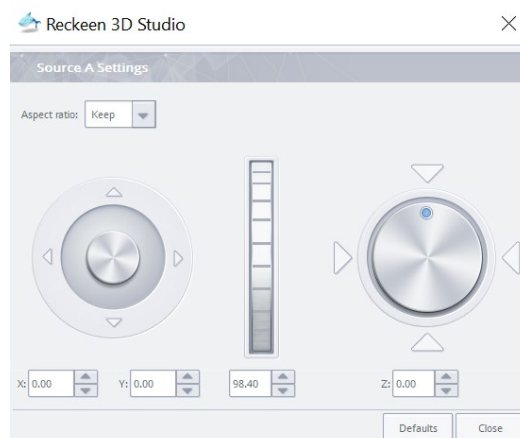 Reckeen 3D Studio
Source A Settings
Aspect ratio: Keep
X: 0.00 Y: 0.00 98.40 Z: 0.00
Defaults Close